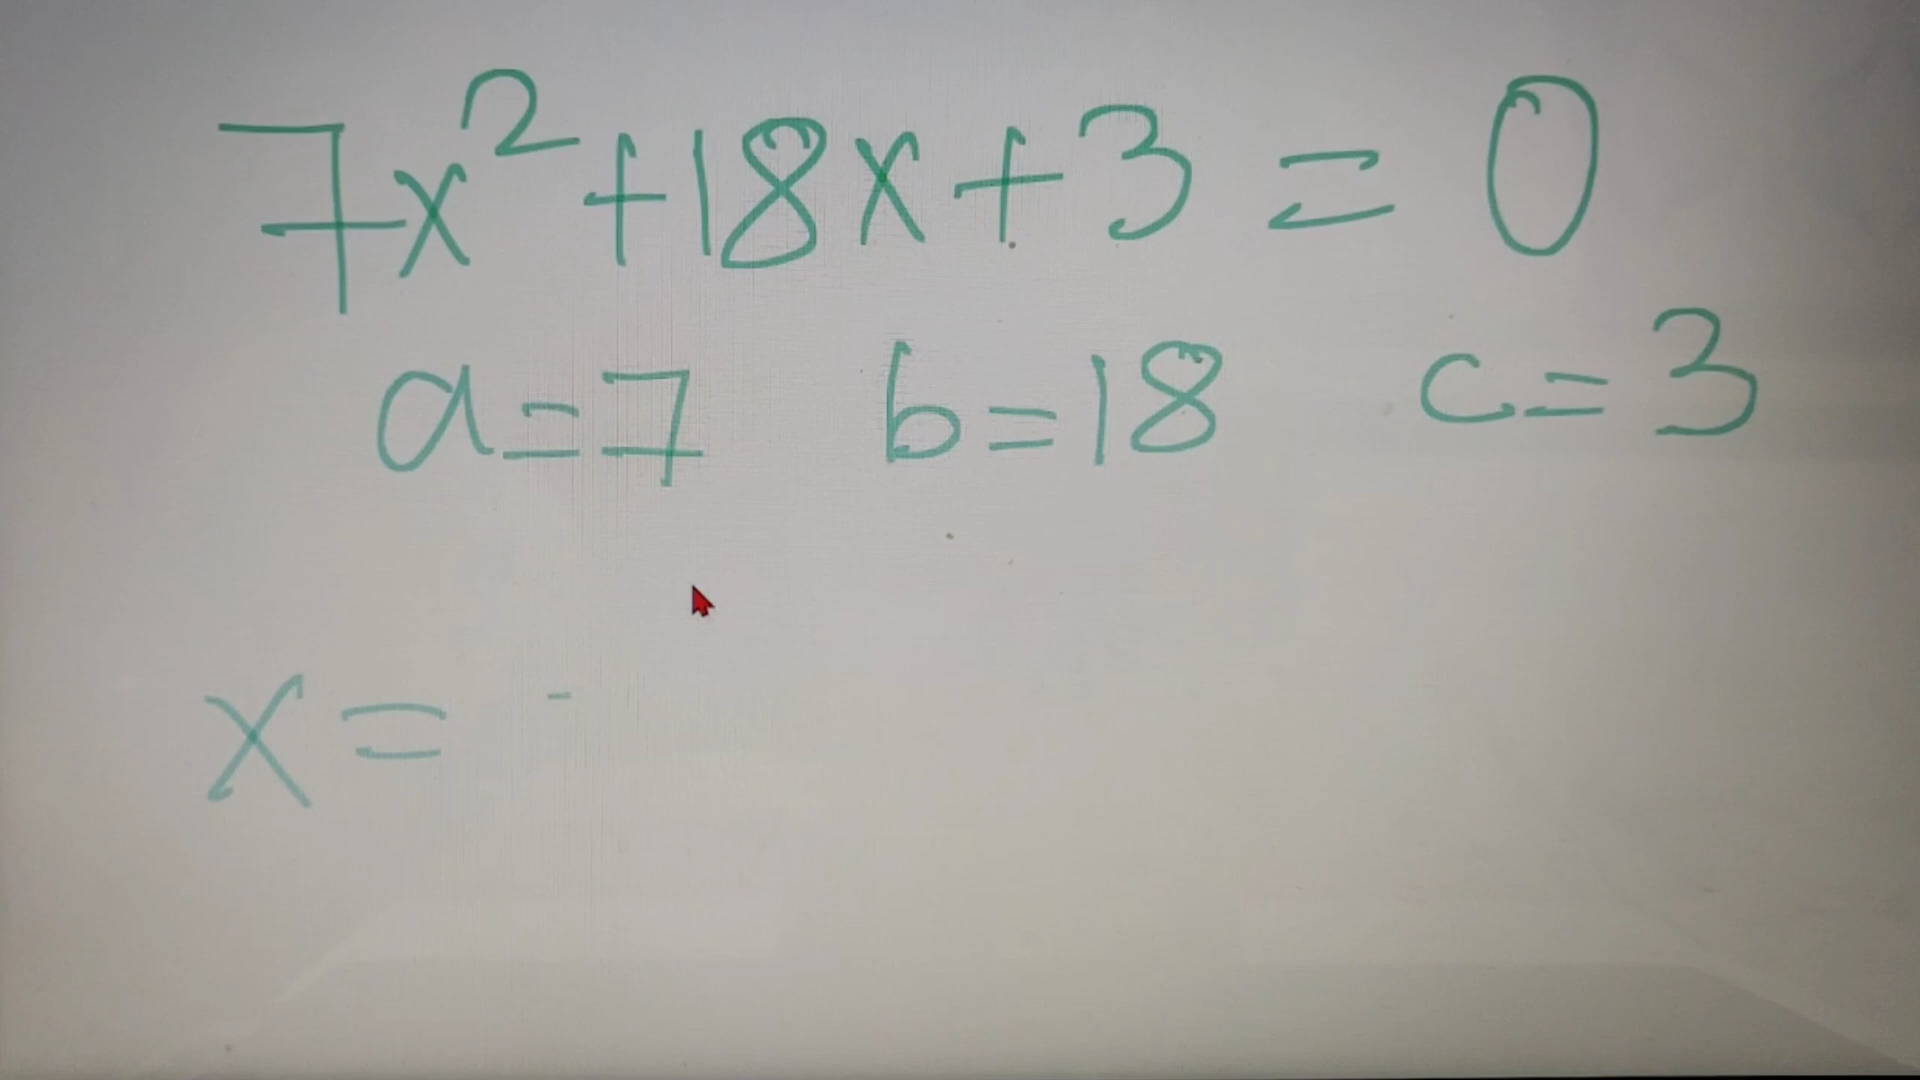 7x²+18x+3=0
a=7 b=18 c=3
x= -